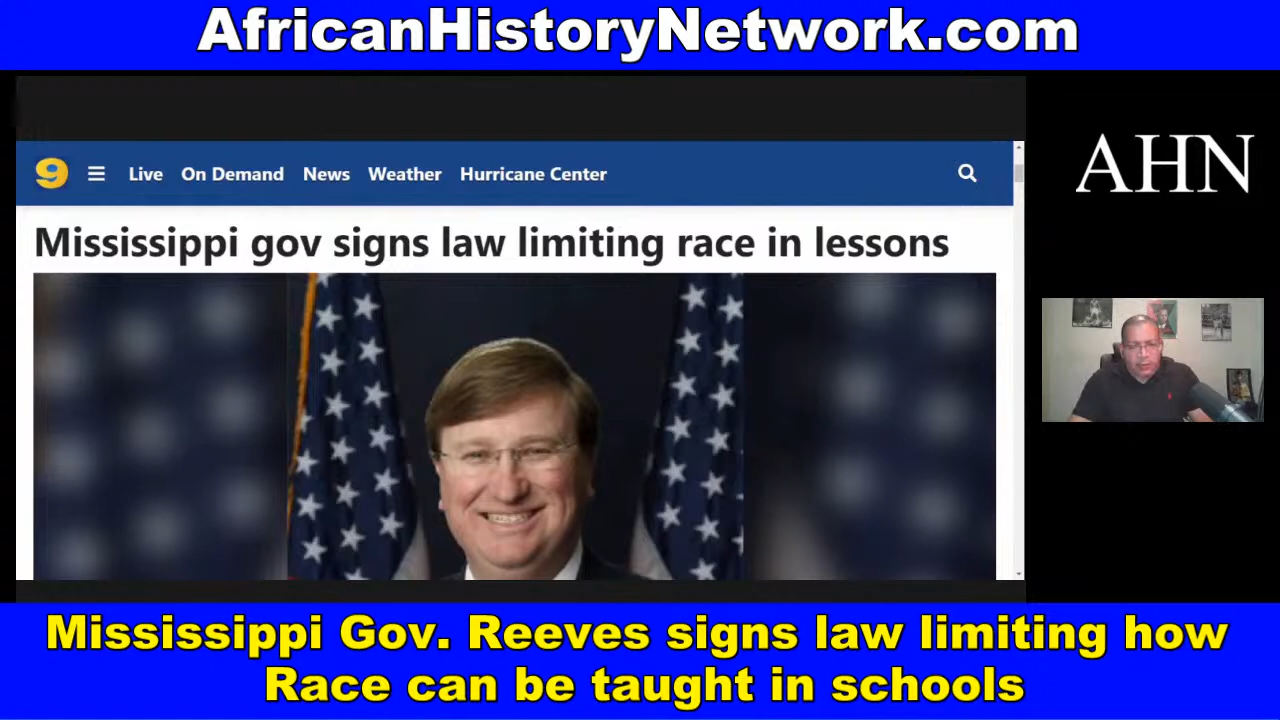 AfricanHistoryNetwork.com
AHN
9 Live On Demand News Weather Hurricane Center
Mississippi gov signs law limiting race in lessons
Mississippi Gov. Reeves signs law limiting how
Race can be taught in schools